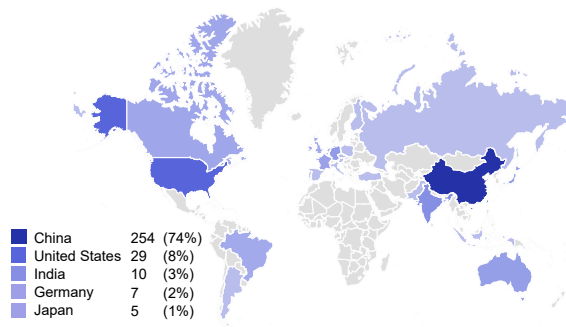 China 254 (74%)
United States 29 (8%)
India 10 (3%)
Germany 7 (2%)
Japan 5 (1%)